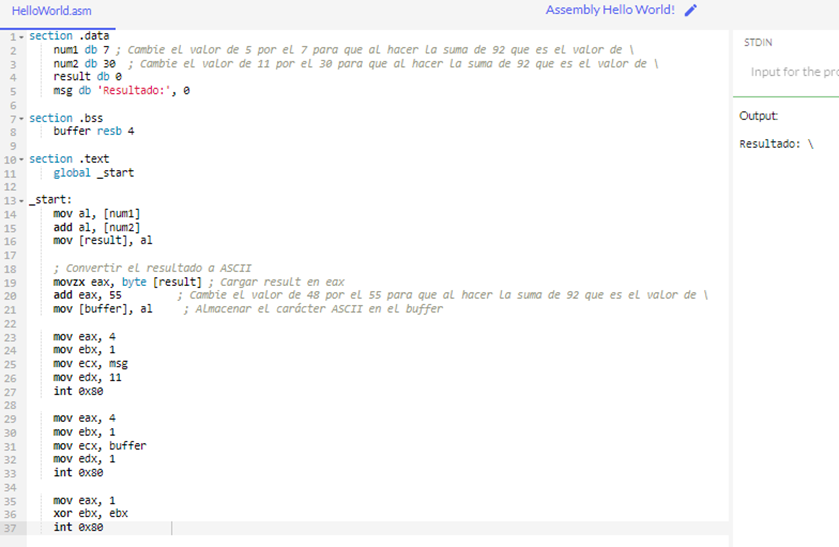 HelloWorld.asm
Assembly Hello World!
1 section .data
2 num1 db 7 ; Cambie el valor de 5 por el 7 para que al hacer la suma de 92 que es el valor de \
3 num2 db 30 ; Cambie el valor de 11 por el 30 para que al hacer la suma de 92 que es el valor de \
4 result db 0
5 msg db 'Resultado:', 0
6
7 section .bss
8 buffer resb 4
9
10 section .text
11 global _start
12
13 _start:
14 mov al, [num1]
15 add al, [num2]
16 mov [result], al
17
18 ; Convertir el resultado a ASCII
19 movzx eax, byte [result] ; Cargar result en eax
20 add eax, 55 ; Cambie el valor de 48 por el 55 para que al hacer la suma de 92 que es el valor de \
21 mov [buffer], al ; Almacenar el carácter ASCII en el buffer
22
23 mov eax, 4
24 mov ebx, 1
25 mov ecx, msg
26 mov edx, 11
27 int 0x80
28
29 mov eax, 4
30 mov ebx, 1
31 mov ecx, buffer
32 mov edx, 1
33 int 0x80
34
35 mov eax, 1
36 xor ebx, ebx
37 int 0x80
STDIN
Input for the pro
Output:
Resultado: \